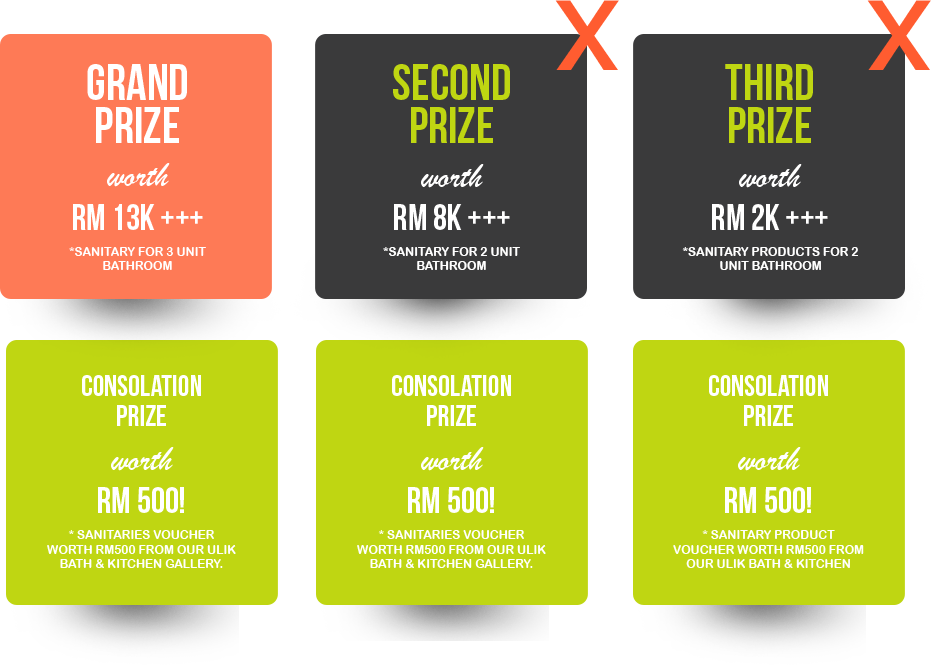 X
X
GRAND
PRIZE
worth
RM 13K +++
*SANITARY FOR 3 UNIT
BATHROOM
SECOND
PRIZE
worth
RM 8K +++
*SANITARY FOR 2 UNIT
BATHROOM
THIRD
PRIZE
worth
RM 2K +++
*SANITARY PRODUCTS FOR 2
UNIT BATHROOM
CONSOLATION
PRIZE
worth
RM 500!
* SANITARIES VOUCHER
WORTH RM500 FROM OUR ULIK
BATH & KITCHEN GALLERY.
CONSOLATION
PRIZE
worth
RM 500!
* SANITARIES VOUCHER
WORTH RM500 FROM OUR ULIK
BATH & KITCHEN GALLERY.
CONSOLATION
PRIZE
worth
RM 500!
* SANITARY PRODUCT
VOUCHER WORTH RM500 FROM
OUR ULIK BATH & KITCHEN